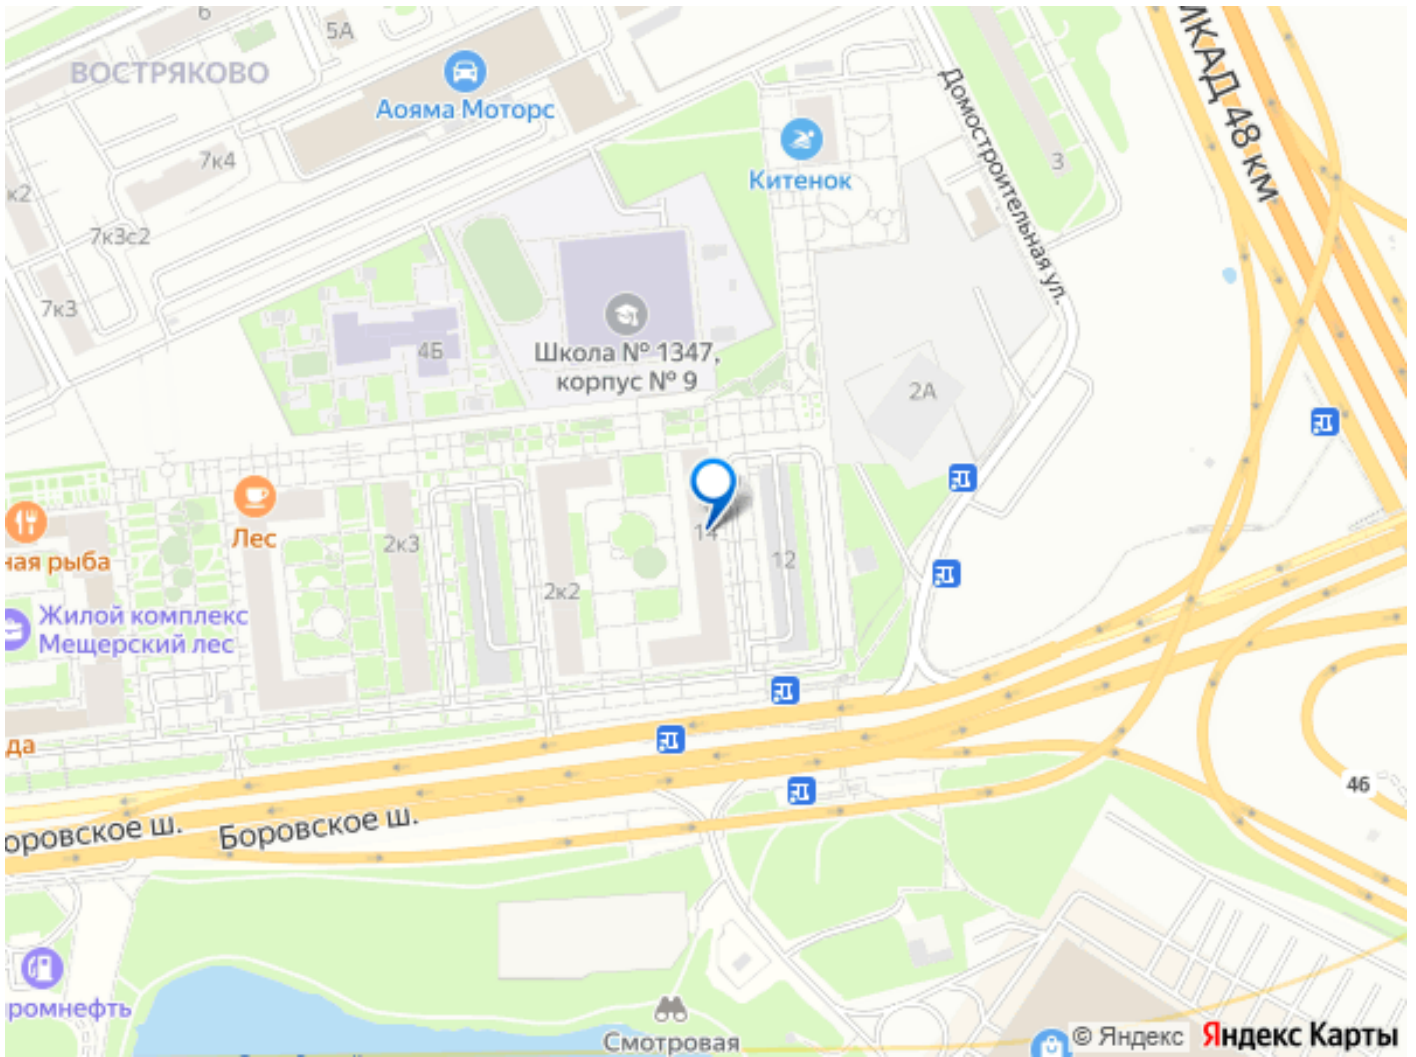 6
5А
ВОСТРЯКОВО
Аояма Моторс
МКАД 48 км
Домостроительная ул.
7к4
3
Китенок
к2
7к3с2
7к3
4Б
Школа № 1347,
корпус № 9
2А
Лес
ная рыба
2к3
14
12
2к2
Жилой комплекс
Мещерский лес
да
46
оровское ш.
Боровское ш.
ромнефть
Смотровая
© Яндекс
Яндекс Карты